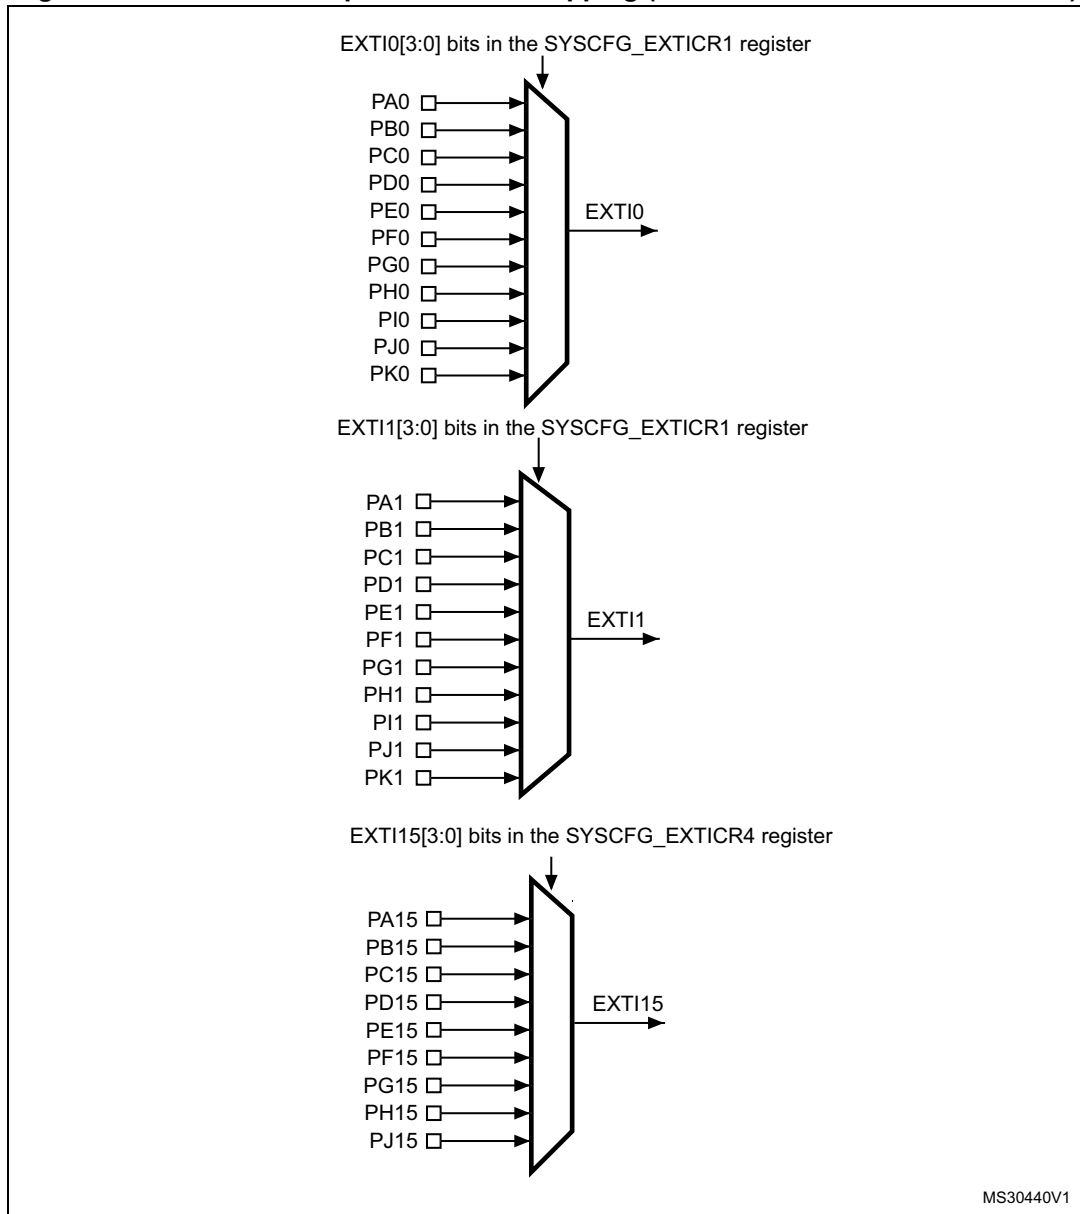 EXTI0[3:0] bits in the SYSCFG_EXTICR1 register
PA0
PB0
PC0
PD0
PE0
EXTI0
PF0
PG0
PH0
PI0
PJ0
PK0
EXTI1[3:0] bits in the SYSCFG_EXTICR1 register
PA1
PB1
PC1
PD1
PE1
EXTI1
PF1
PG1
PH1
PI1
PJ1
PK1
EXTI15[3:0] bits in the SYSCFG_EXTICR4 register
PA15
PB15
PC15
PD15
EXTI15
PE15
PF15
PG15
PH15
PJ15
MS30440V1